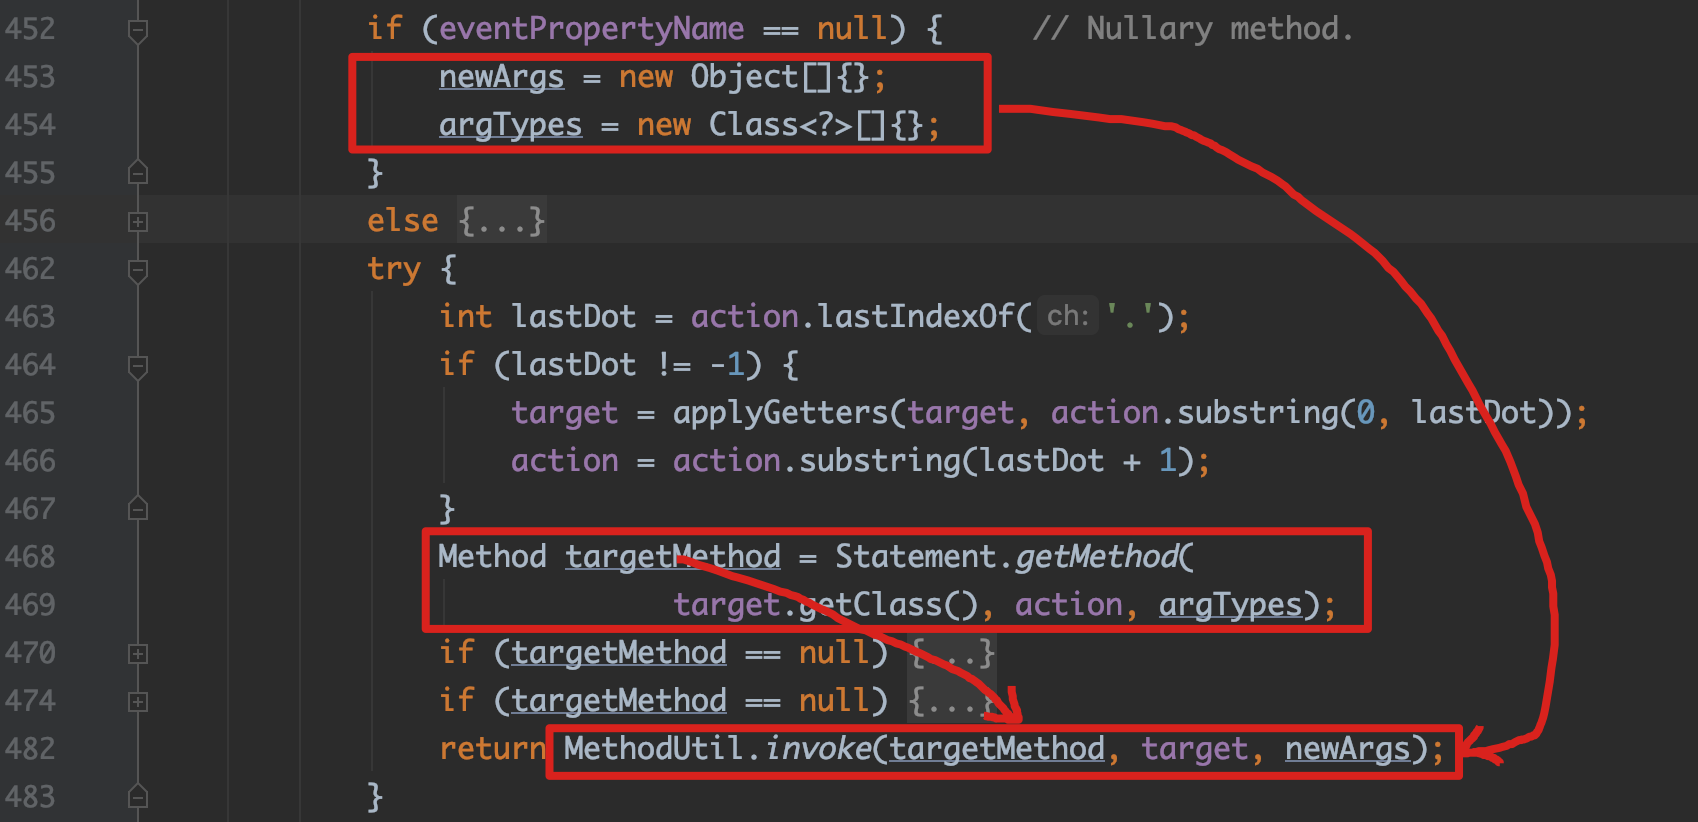 452 if (eventPropertyName == null) { // Nullary method.
453 newArgs = new Object[]{};
454 argTypes = new Class<?>[]{};
455 }
456 else {...}
462 try {
463 int lastDot = action.lastIndexOf( ch: '.');
464 if (lastDot != -1) {
465 target = applyGetters(target, action.substring(0, lastDot));
466 action = action.substring(lastDot + 1);
467 }
468 Method targetMethod = Statement.getMethod(
469 target.getClass(), action, argTypes);
470 if (targetMethod == null) {...}
474 if (targetMethod == null) {...}
482 return MethodUtil.invoke(targetMethod, target, newArgs);
483 }